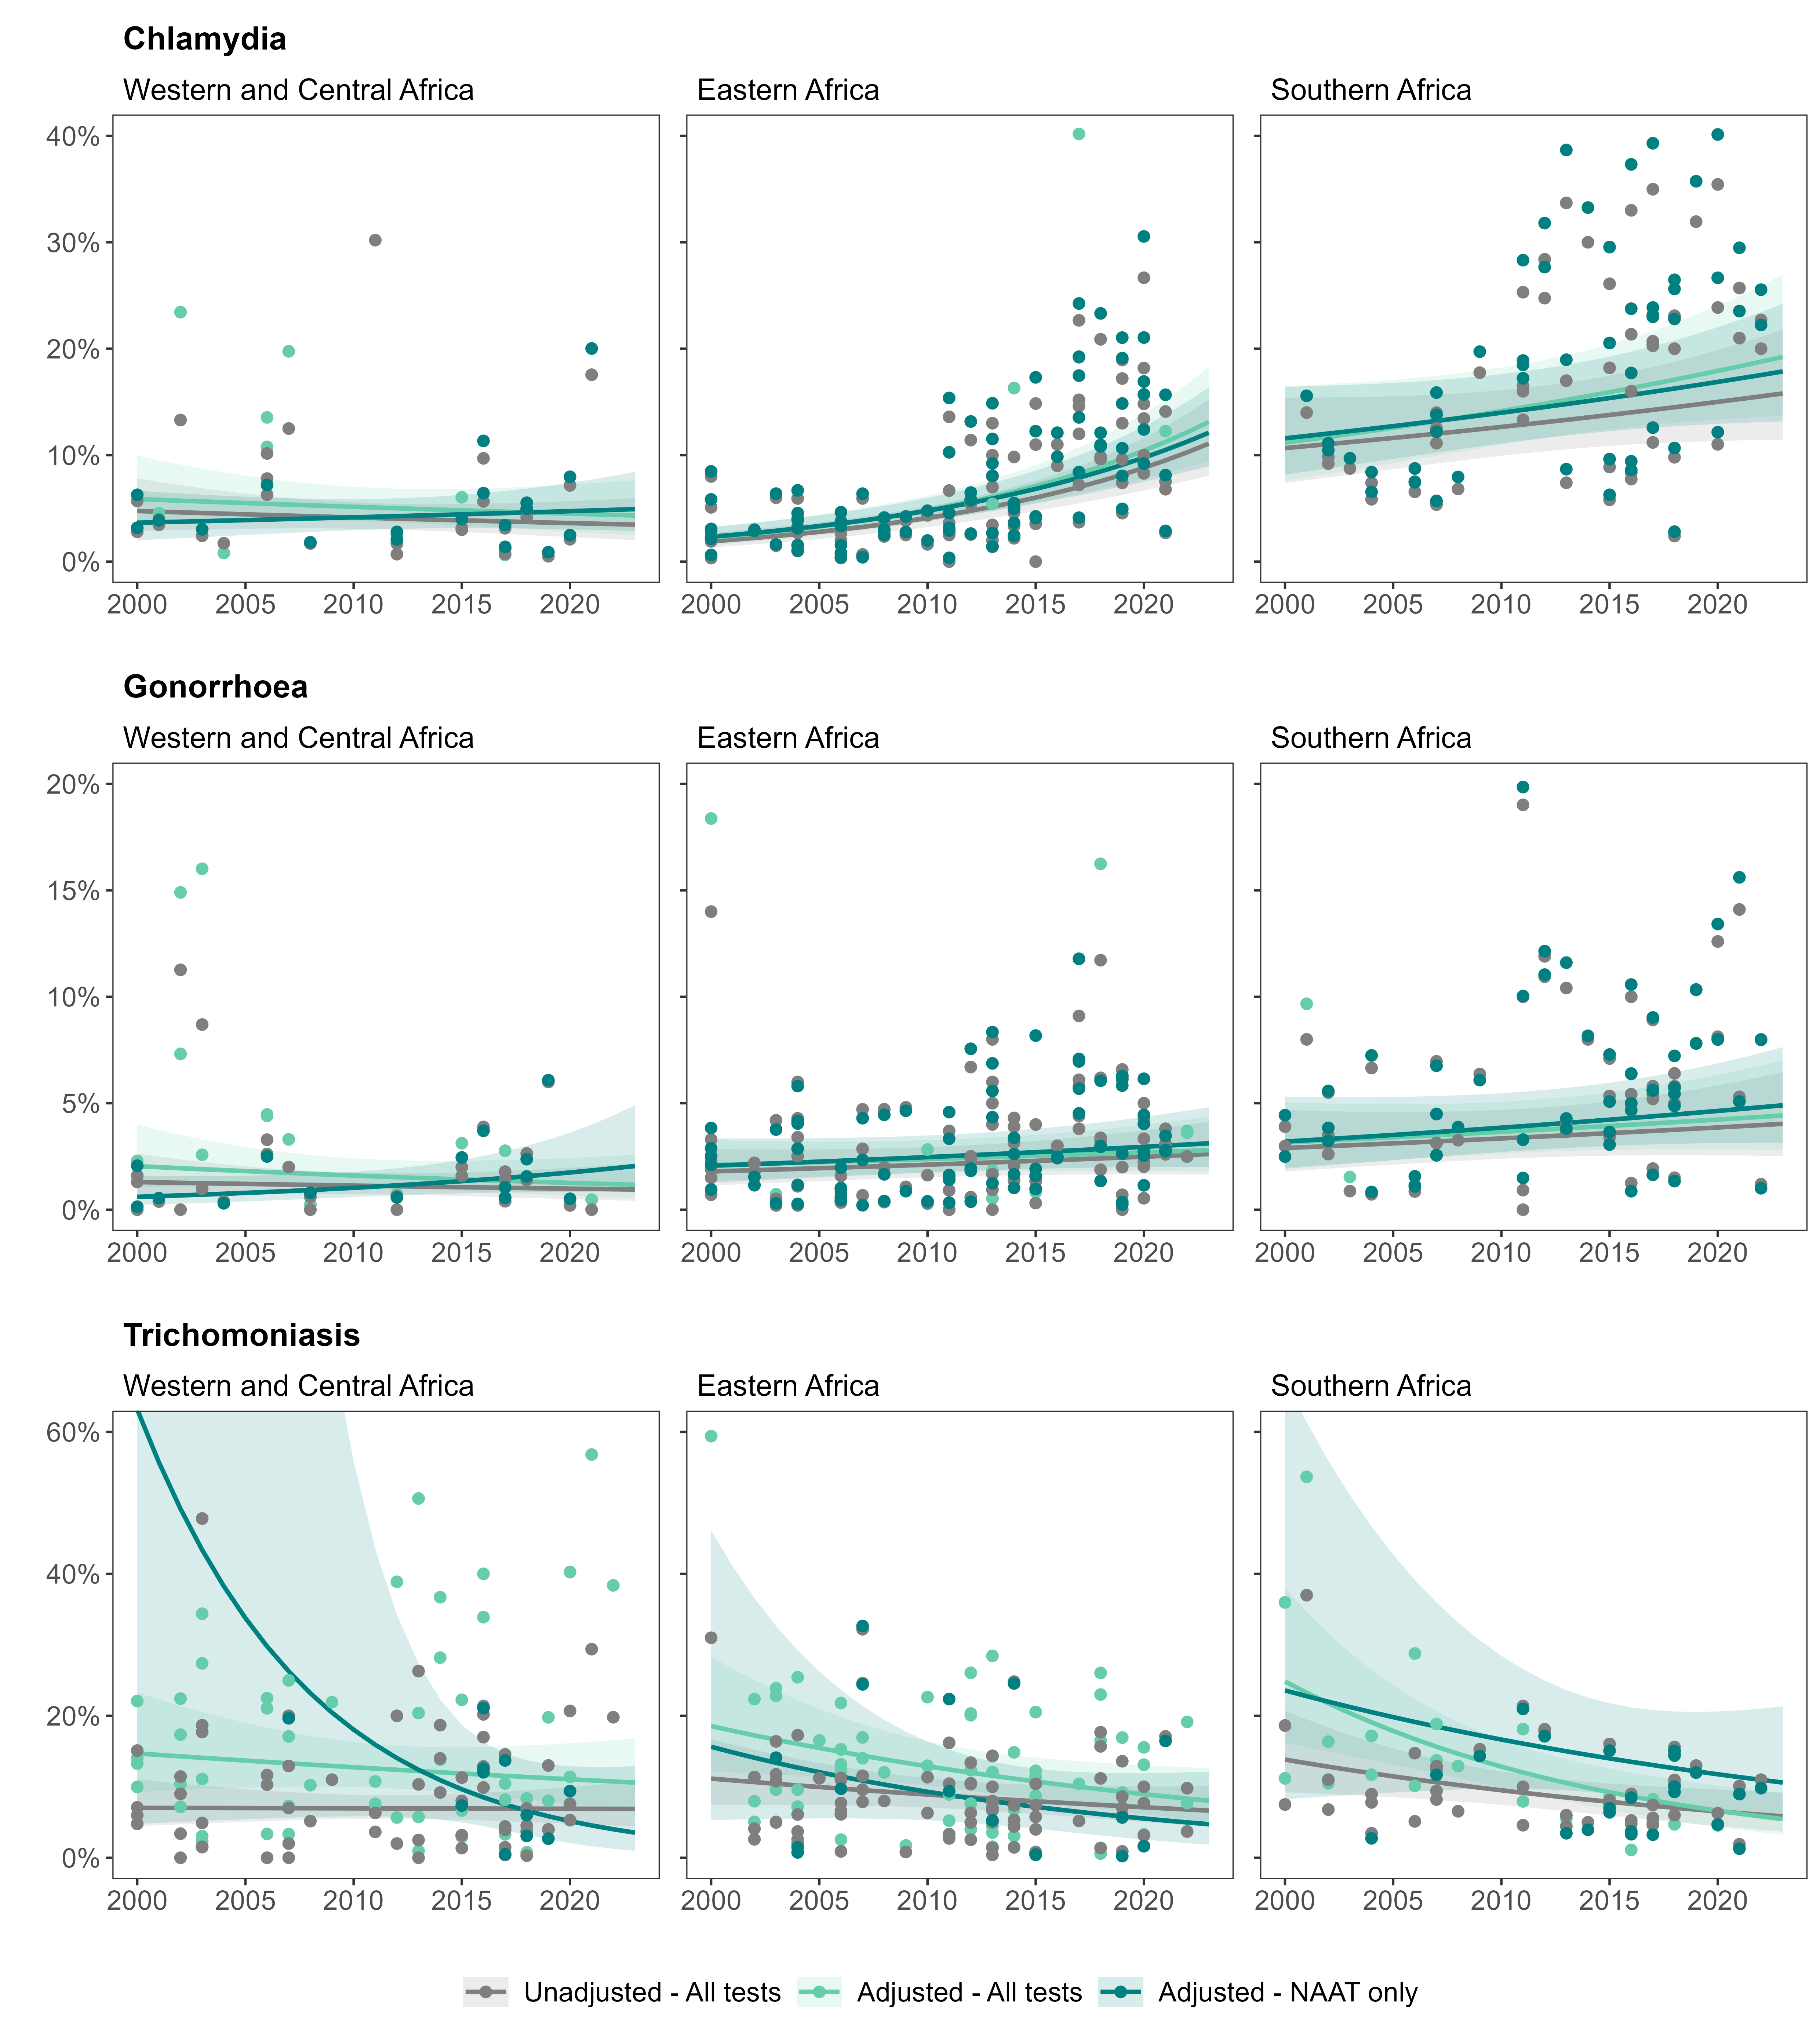 Chlamydia
Western and Central Africa Eastern Africa Southern Africa
40%
30%
20%
10%
0%
2000 2005 2010 2015 2020 2000 2005 2010 2015 2020 2000 2005 2010 2015 2020
Gonorrhoea
Western and Central Africa Eastern Africa Southern Africa
20%
15%
10%
5%
0%
2000 2005 2010 2015 2020 2000 2005 2010 2015 2020 2000 2005 2010 2015 2020
Trichomoniasis
Western and Central Africa Eastern Africa Southern Africa
60%
40%
20%
0%
2000 2005 2010 2015 2020 2000 2005 2010 2015 2020 2000 2005 2010 2015 2020
Unadjusted - All tests Adjusted - All tests Adjusted - NAAT only